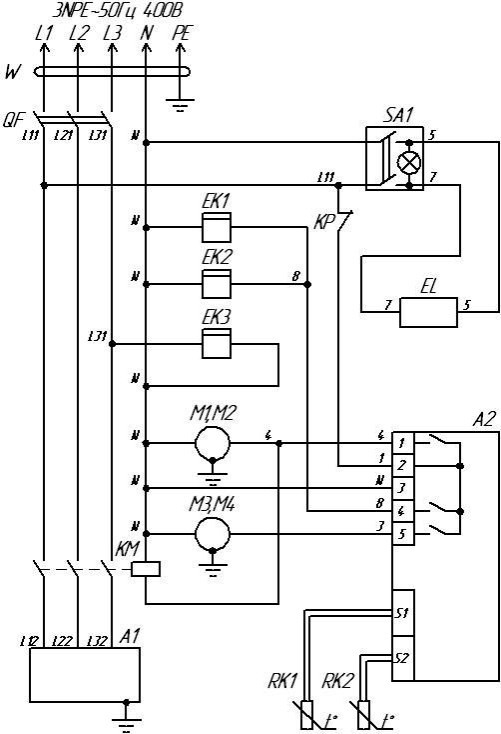 3NPE~50Гц 400В
L1 L2 L3 N PE
W
QF
L11 L21 L31 N
SA1
5
L11 7
KP
EK1
N
EK2
N 8
EL
7 5
EK3
L31
N
M1,M2
N 4 4 1
A2
1 2
N N 3
M3,M4
8 4
N 3 5
KM
S1
L12 L22 L32 A1
S2
RK1 RK2
t° t°